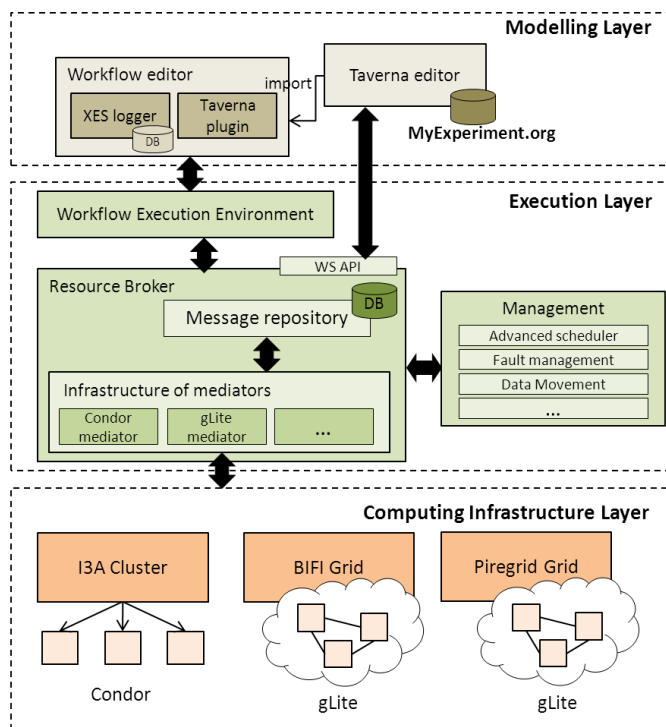 Modelling Layer
Workflow editor
import
Taverna editor
XES logger
DB
Taverna
plugin
MyExperiment.org
Execution Layer
Workflow Execution Environment
WS API
Resource Broker
DB
Message repository
Management
Advanced scheduler
Fault management
Data Movement
...
Infrastructure of mediators
Condor
mediator
gLite
mediator
...
Computing Infrastructure Layer
I3A Cluster
BIFI Grid
Piregrid Grid
Condor
gLite
gLite